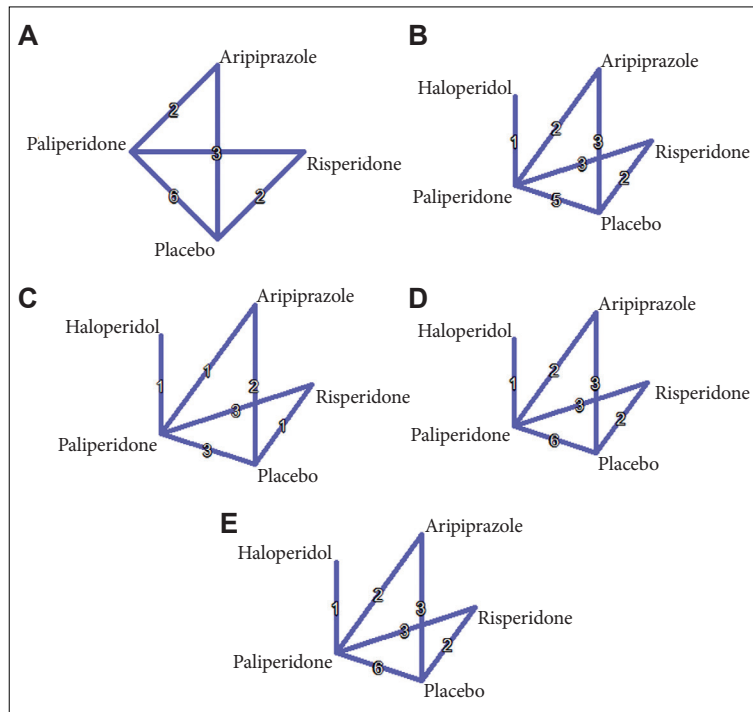 A
Aripiprazole
2
Paliperidone
3
Risperidone
6
2
Placebo
B
Aripiprazole
Haloperidol
1
2
3
Risperidone
3
2
Paliperidone
5
Placebo
C
Aripiprazole
Haloperidol
1
1
2
Risperidone
3
1
Paliperidone
3
Placebo
D
Aripiprazole
Haloperidol
1
2
3
Risperidone
3
2
Paliperidone
6
Placebo
E
Aripiprazole
Haloperidol
1
2
3
Risperidone
3
2
Paliperidone
6
Placebo